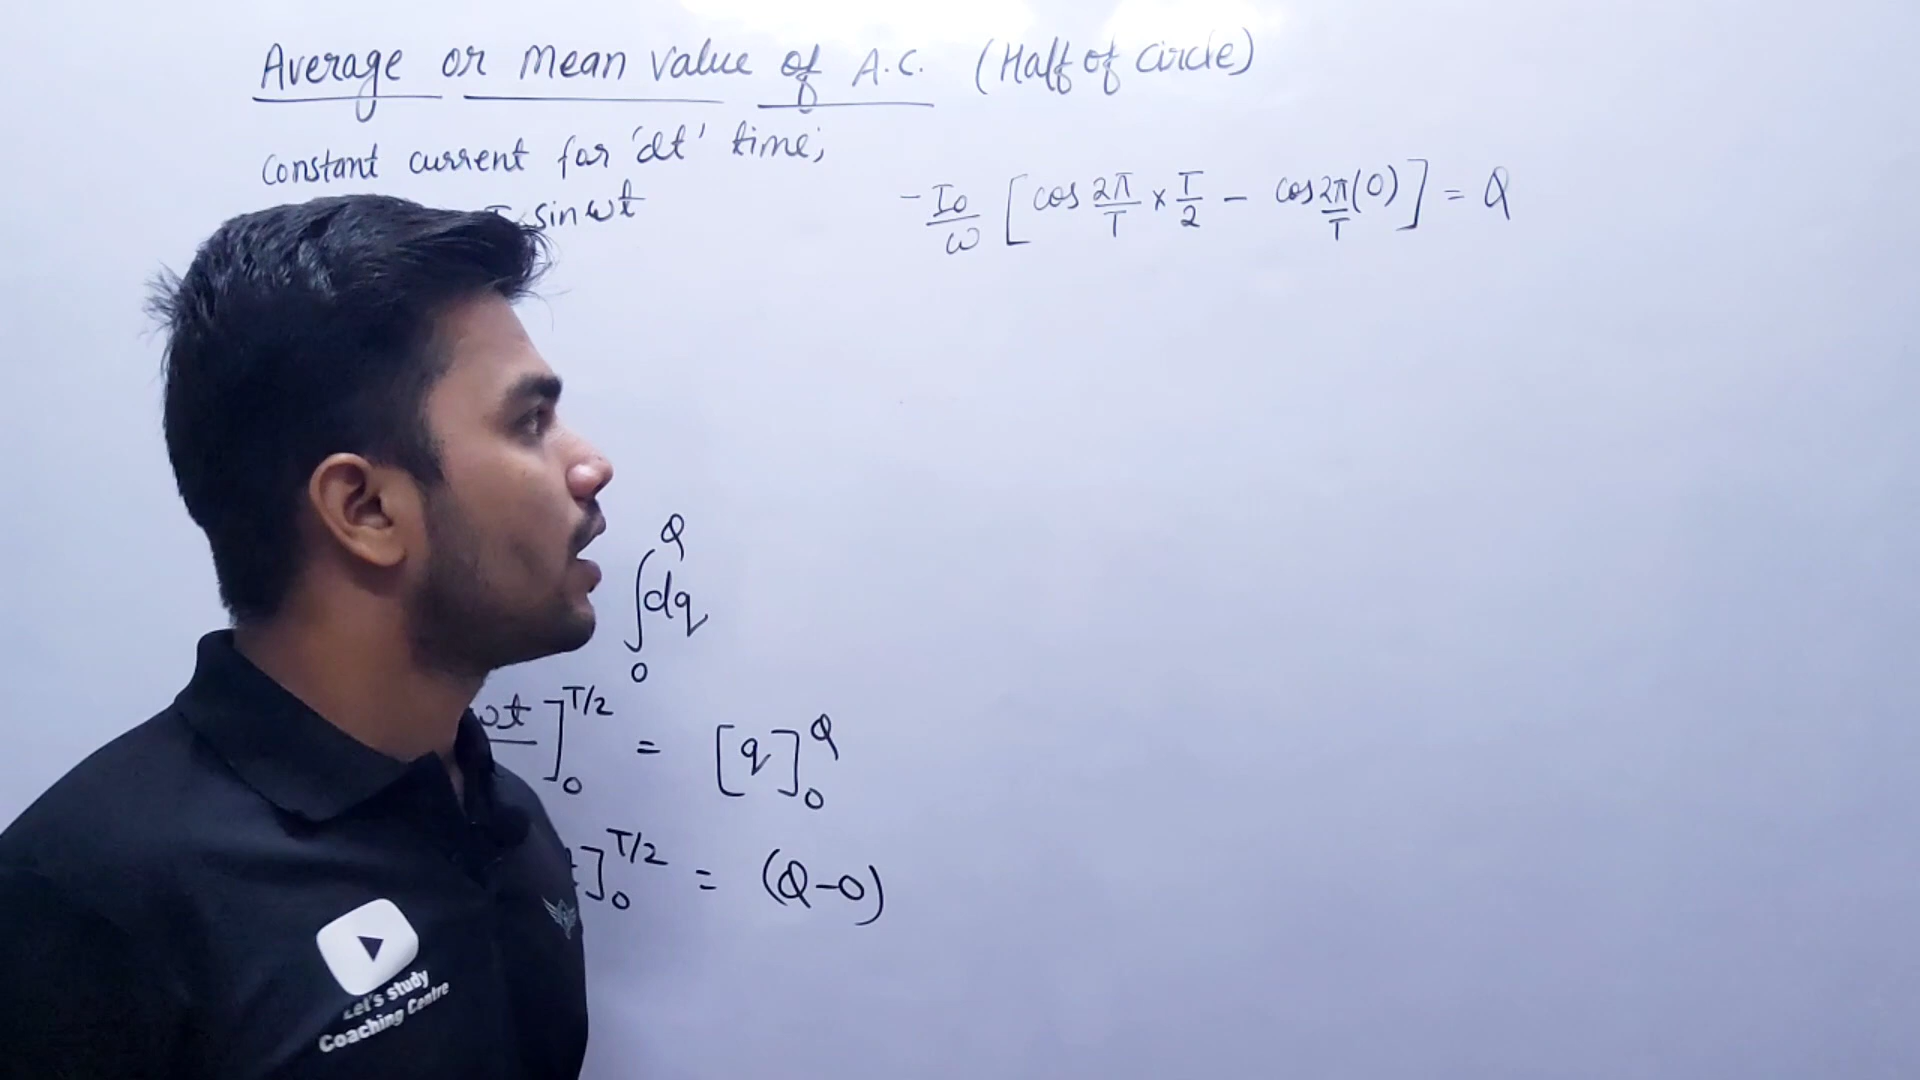 Average or mean value of A.C. (Half of circle)
Constant current for 'dt' time;
sinωt
∫₀^Q dq
ωt]₀^T/2 = [q]₀^Q
]₀^T/2 = (Q-0)
-I₀/ω [cos 2π/T × T/2 - cos 2π/T (0)] = Q
Let's study
Coaching Centre